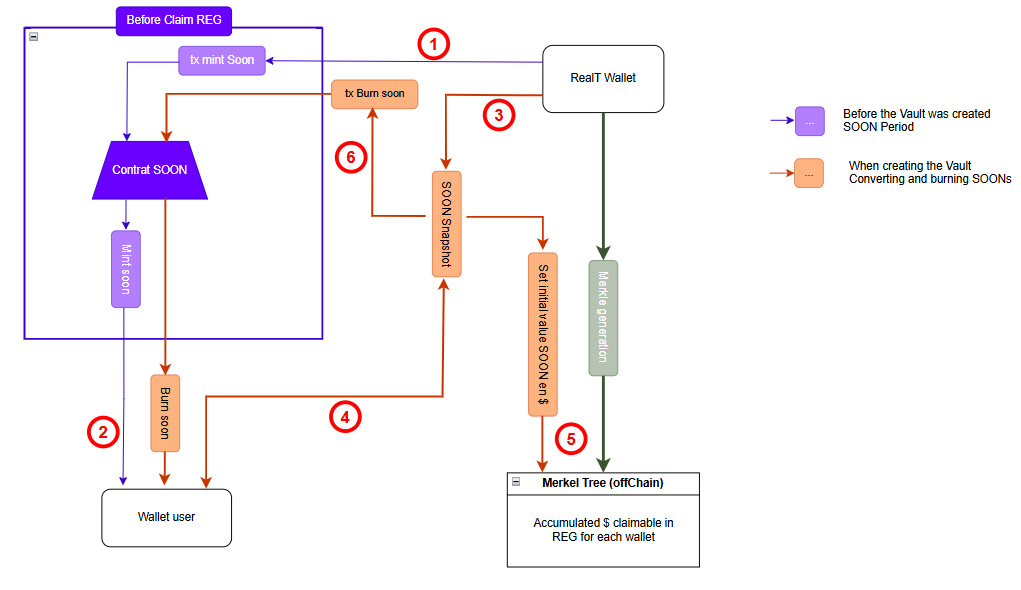 Before Claim REG
1
tx mint Soon
RealT Wallet
tx Burn soon
3
Before the Vault was created
SOON Period
...
6
Contrat SOON
When creating the Vault
Converting and burning SOONs
...
SOON Snapshot
Mint soon
Set initial value SOON en $
Merkle generation
Burn soon
4
2
5
Merkel Tree (offChain)
Wallet user
Accumulated $ claimable in
REG for each wallet